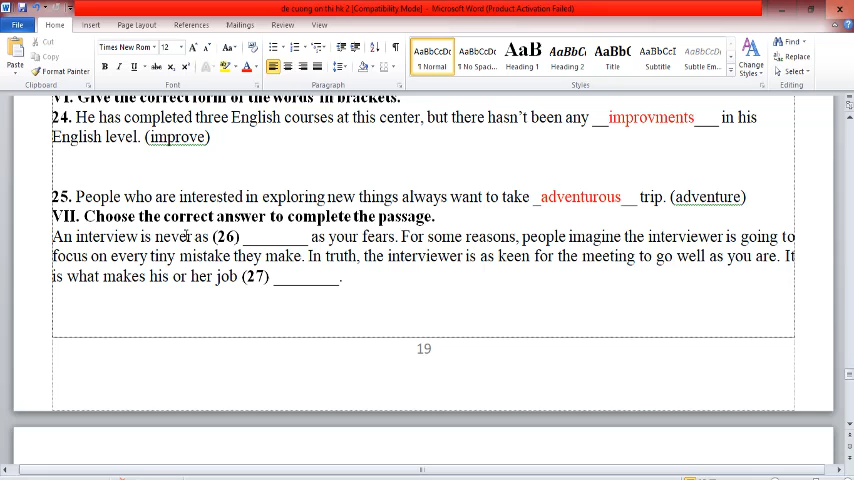 de cuong on thi hk 2 [Compatibility Mode] - Microsoft Word (Product Activation Failed)
File Home Insert Page Layout References Mailings Review View
Paste Cut Copy Format Painter
Clipboard
Times New Rom 12 A A Aa
B I U abc x₂ x² A ab A
Font
Paragraph
AaBbCcDc AaBbCcDc AaB AaBbCc AaBbC AaBbCcI AaBbCcDc
¶ Normal ¶ No Spaci... Heading 1 Heading 2 Title Subtitle Subtle Em...
Styles
Change Styles
Find Replace Select
Editing
VI. Give the correct form of the words in brackets.
24. He has completed three English courses at this center, but there hasn't been any __improvments___ in his
English level. (improve)
25. People who are interested in exploring new things always want to take _adventurous__ trip. (adventure)
VII. Choose the correct answer to complete the passage.
An interview is never as (26) ________ as your fears. For some reasons, people imagine the interviewer is going to
focus on every tiny mistake they make. In truth, the interviewer is as keen for the meeting to go well as you are. It
is what makes his or her job (27) ________.
19